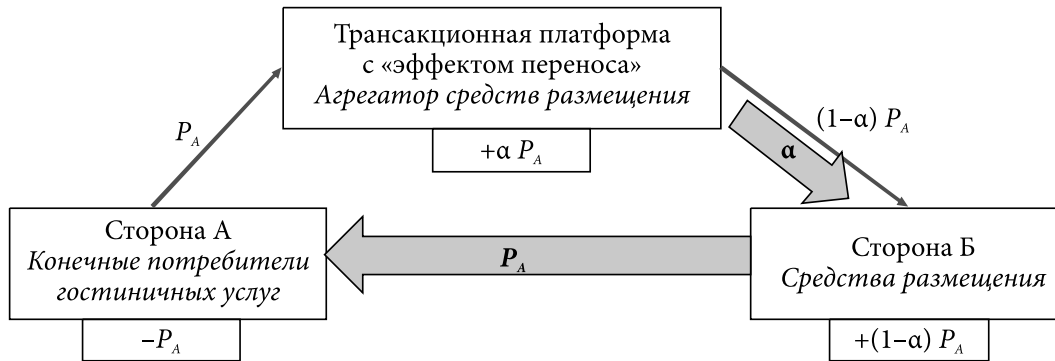 Трансакционная платформа
с «эффектом переноса»
Агрегатор средств размещения
+α P_A
P_A
(1–α) P_A
α
Сторона А
Конечные потребители
гостиничных услуг
–P_A
P_A
Сторона Б
Средства размещения
+(1–α) P_A